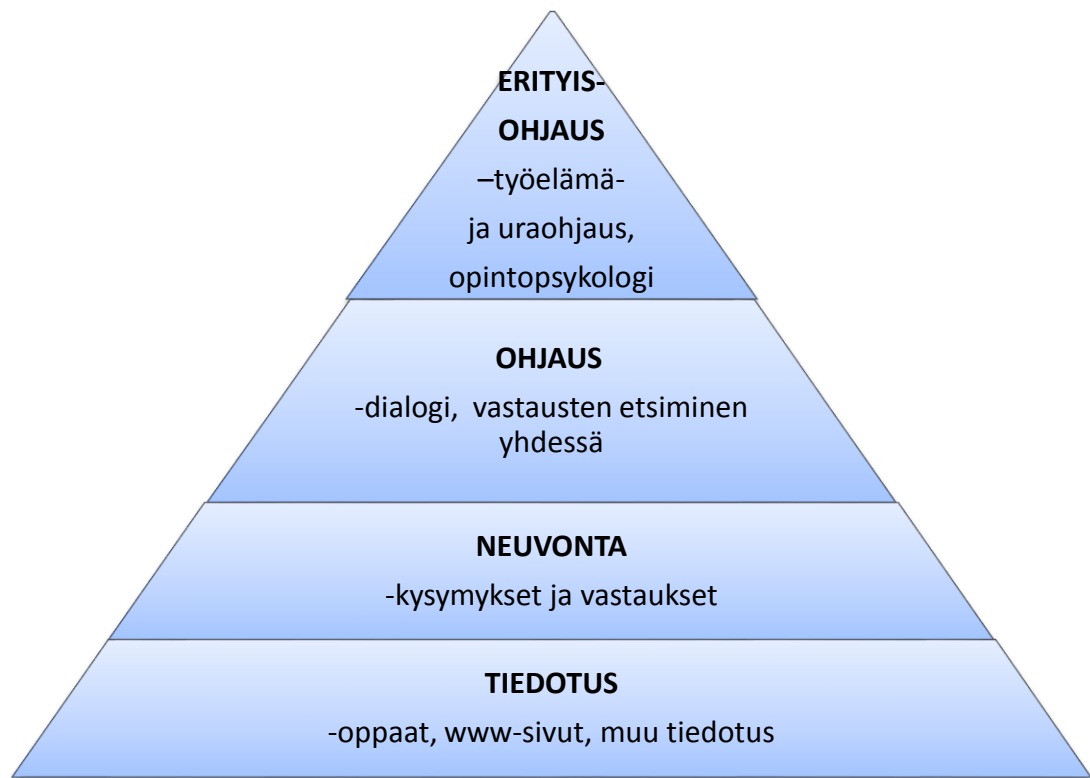 ERITYIS-
OHJAUS
–työelämä-
ja uraohjaus,
opintopsykologi
OHJAUS
-dialogi, vastausten etsiminen
yhdessä
NEUVONTA
-kysymykset ja vastaukset
TIEDOTUS
-oppaat, www-sivut, muu tiedotus